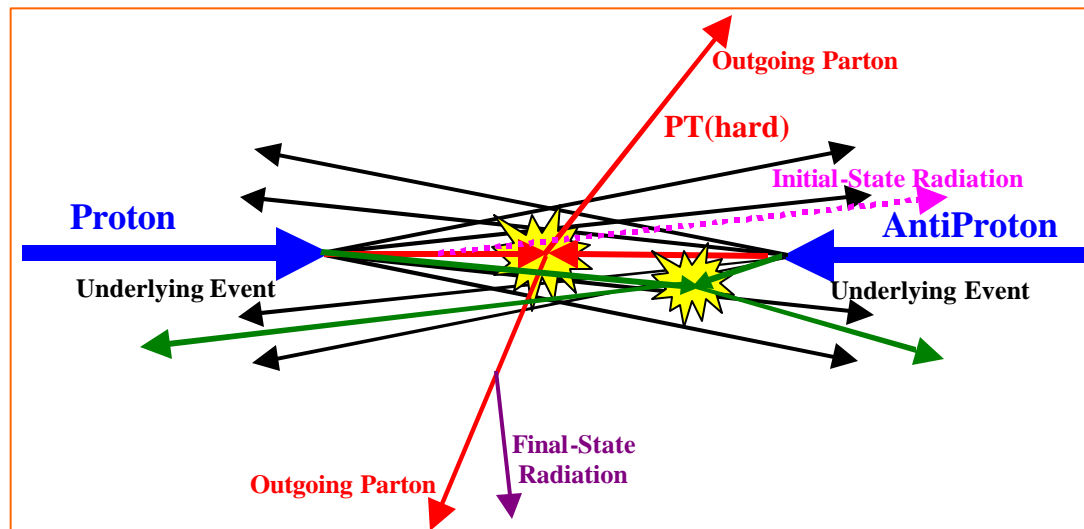 Outgoing Parton
PT(hard)
Initial-State Radiation
Proton
AntiProton
Underlying Event
Underlying Event
Final-State
Radiation
Outgoing Parton